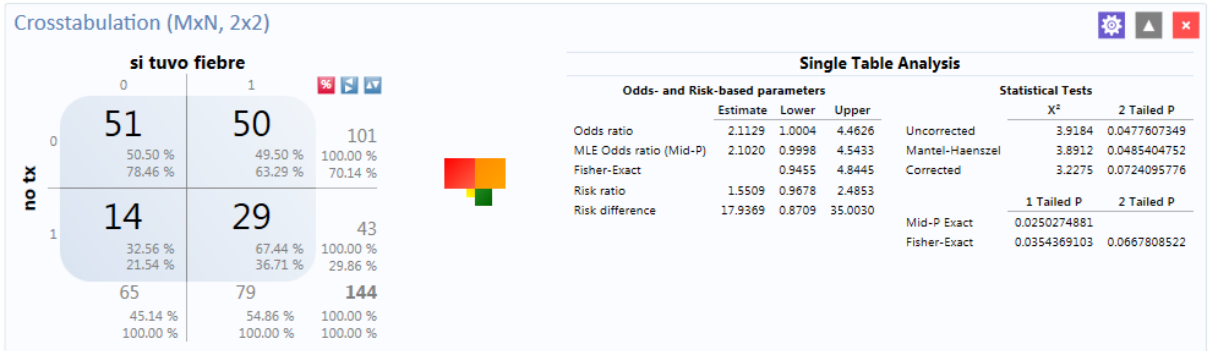 Crosstabulation (MxN, 2x2)
si tuvo fiebre
0 1 %
no tx
0 51 50 101
50.50 % 49.50 % 100.00 %
78.46 % 63.29 % 70.14 %
1 14 29 43
32.56 % 67.44 % 100.00 %
21.54 % 36.71 % 29.86 %
65 79 144
45.14 % 54.86 % 100.00 %
100.00 % 100.00 % 100.00 %
Single Table Analysis
Odds- and Risk-based parameters
Estimate Lower Upper
Odds ratio 2.1129 1.0004 4.4626
MLE Odds ratio (Mid-P) 2.1020 0.9998 4.5433
Fisher-Exact 0.9455 4.8445
Risk ratio 1.5509 0.9678 2.4853
Risk difference 17.9369 0.8709 35.0030
Statistical Tests
X² 2 Tailed P
Uncorrected 3.9184 0.0477607349
Mantel-Haenszel 3.8912 0.0485404752
Corrected 3.2275 0.0724095776
1 Tailed P 2 Tailed P
Mid-P Exact 0.0250274881
Fisher-Exact 0.0354369103 0.0667808522